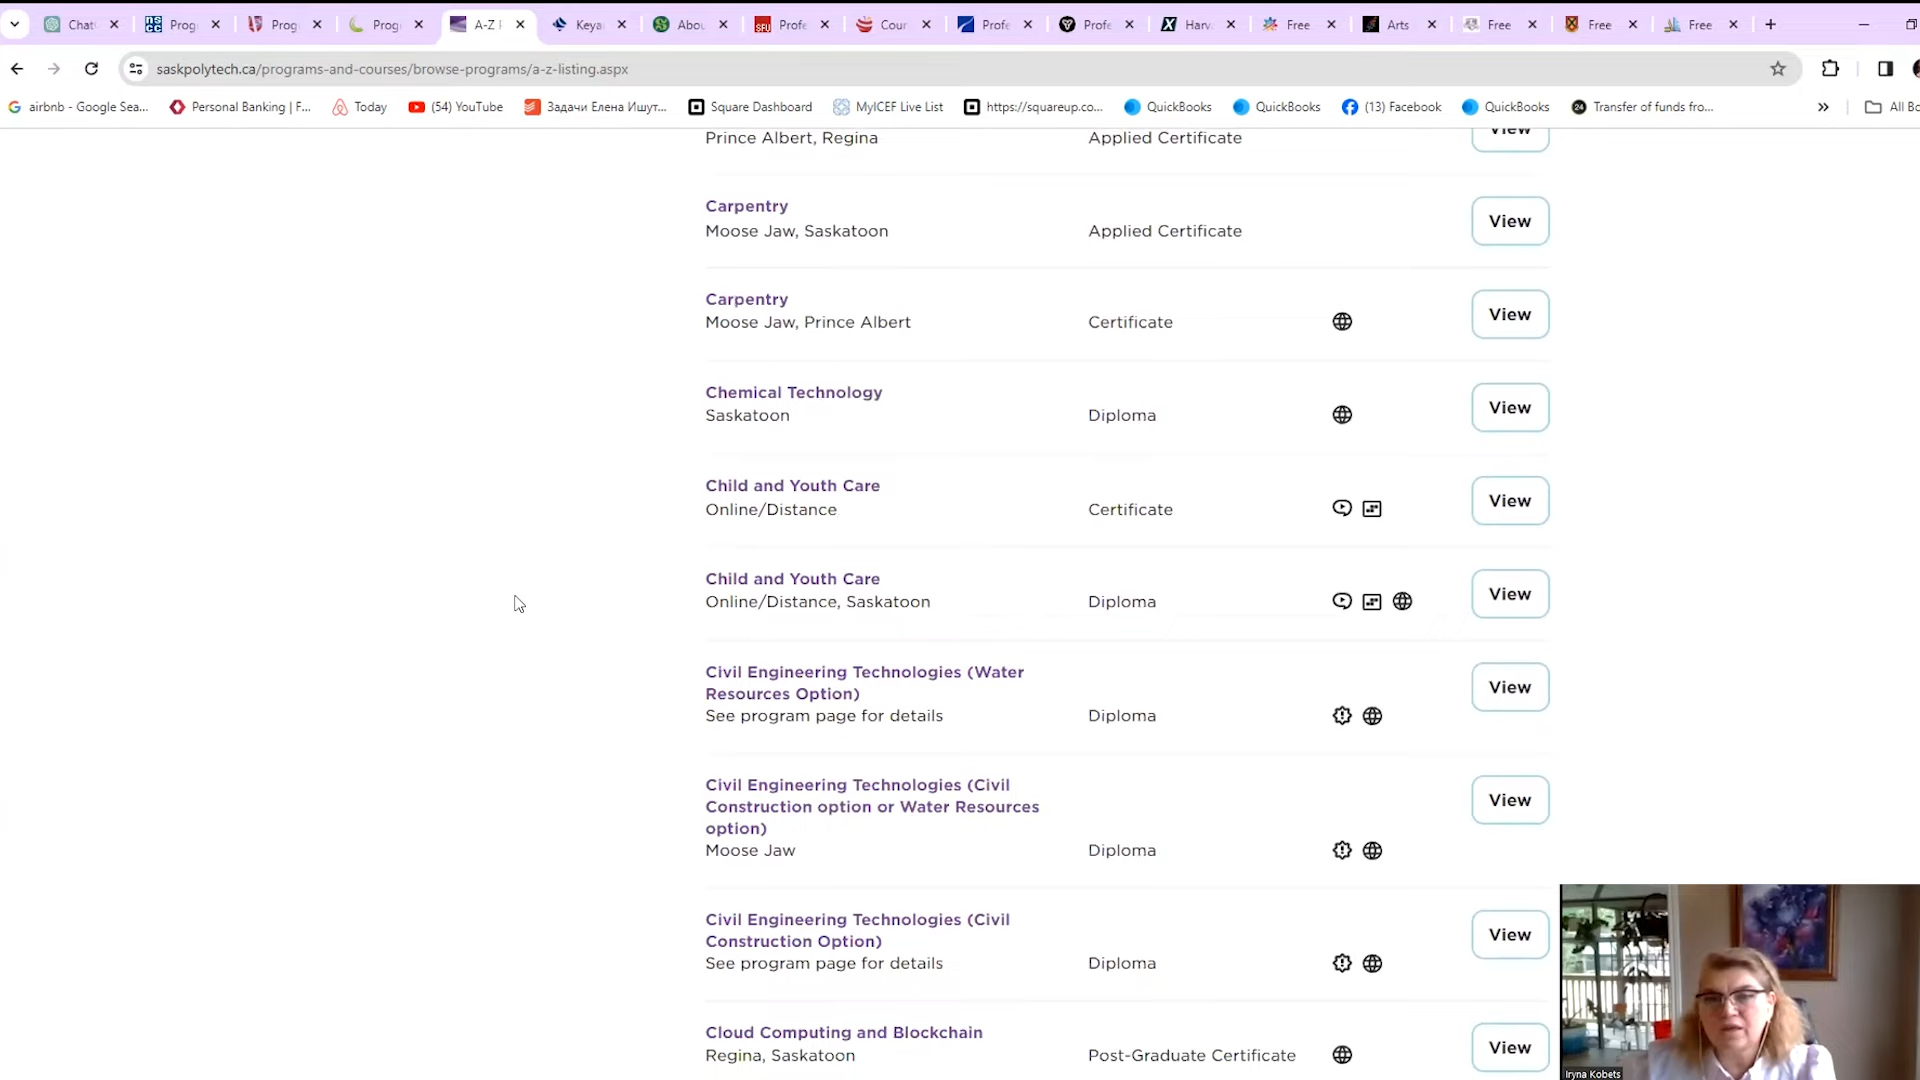 Chat
Prog
Prog
Prog
A-Z
Keya
Abou
SFU
Profe
Cour
Profe
Profe
Harv
Free
Arts
Free
Free
Free
saskpolytech.ca/programs-and-courses/browse-programs/a-z-listing.aspx
airbnb - Google Sea...
Personal Banking | F...
Today
(54) YouTube
Задачи Елена Ишут...
Square Dashboard
MyICEF Live List
https://squareup.co...
QuickBooks
QuickBooks
(13) Facebook
QuickBooks
24
Transfer of funds fro...
»
All Bo
Prince Albert, Regina
Applied Certificate
View
Carpentry
Moose Jaw, Saskatoon
Applied Certificate
View
Carpentry
Moose Jaw, Prince Albert
Certificate
View
Chemical Technology
Saskatoon
Diploma
View
Child and Youth Care
Online/Distance
Certificate
View
Child and Youth Care
Online/Distance, Saskatoon
Diploma
View
Civil Engineering Technologies (Water
Resources Option)
See program page for details
Diploma
View
Civil Engineering Technologies (Civil
Construction option or Water Resources
option)
Moose Jaw
Diploma
View
Civil Engineering Technologies (Civil
Construction Option)
See program page for details
Diploma
View
Cloud Computing and Blockchain
Regina, Saskatoon
Post-Graduate Certificate
View
Iryna Kobets